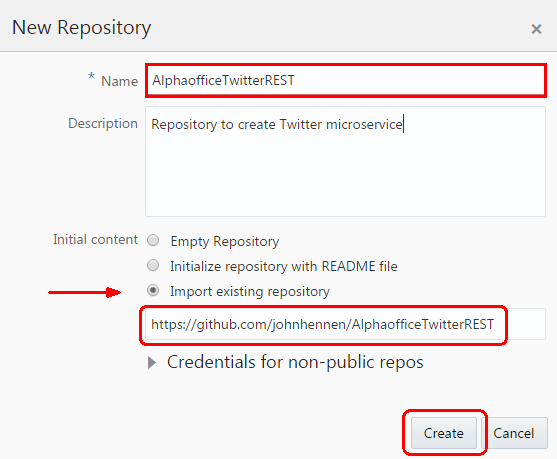 New Repository ×
* Name AlphaofficeTwitterREST
Description Repository to create Twitter microservice
Initial content Empty Repository
Initialize repository with README file
Import existing repository
https://github.com/johnhennen/AlphaofficeTwitterREST
Credentials for non-public repos
Create Cancel